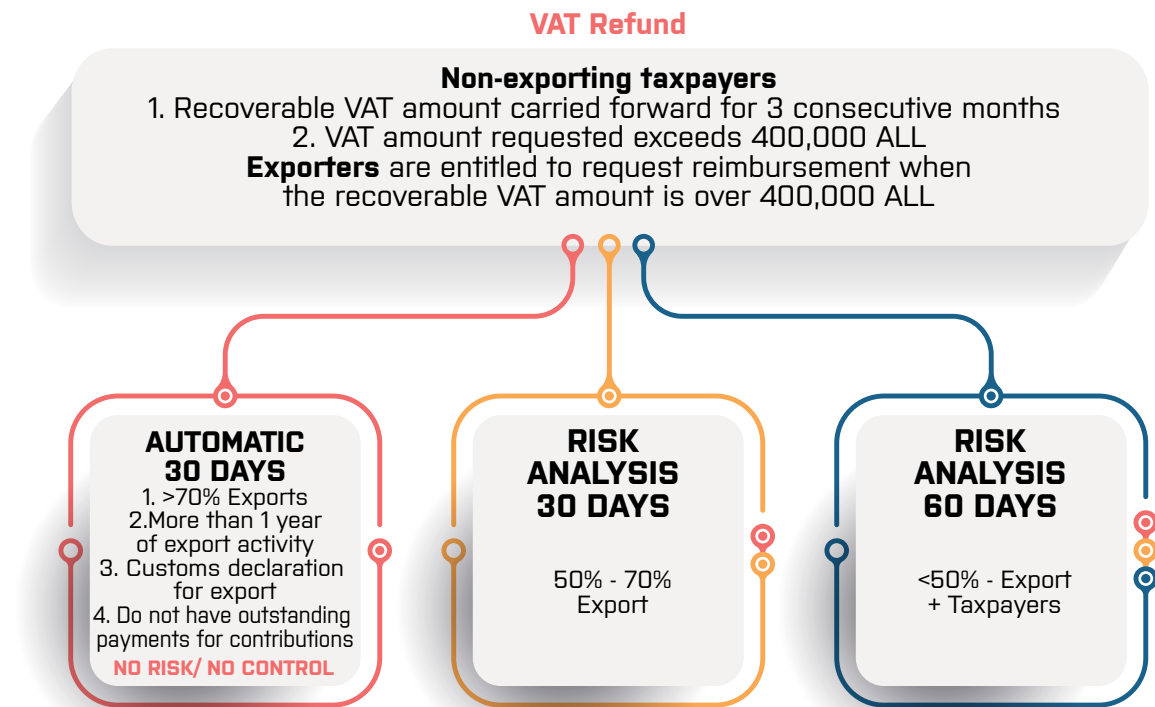 VAT Refund
Non-exporting taxpayers
1. Recoverable VAT amount carried forward for 3 consecutive months
2. VAT amount requested exceeds 400,000 ALL
Exporters are entitled to request reimbursement when
the recoverable VAT amount is over 400,000 ALL
AUTOMATIC
30 DAYS
1. >70% Exports
2.More than 1 year
of export activity
3. Customs declaration
for export
4. Do not have outstanding
payments for contributions
NO RISK/ NO CONTROL
RISK
ANALYSIS
30 DAYS
50% - 70%
Export
RISK
ANALYSIS
60 DAYS
<50% - Export
+ Taxpayers